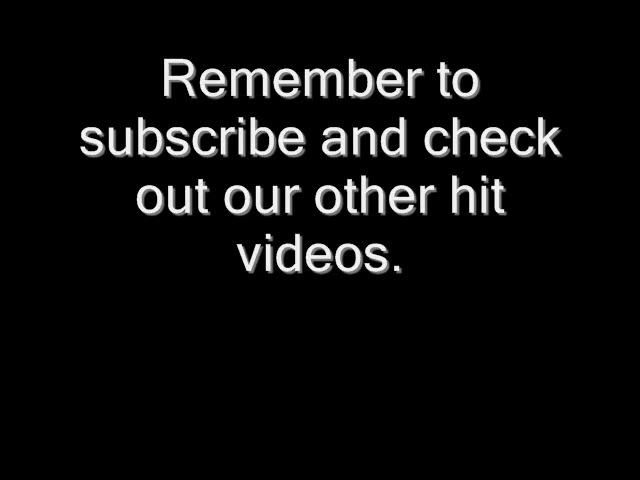 Remember to
subscribe and check
out our other hit
videos.